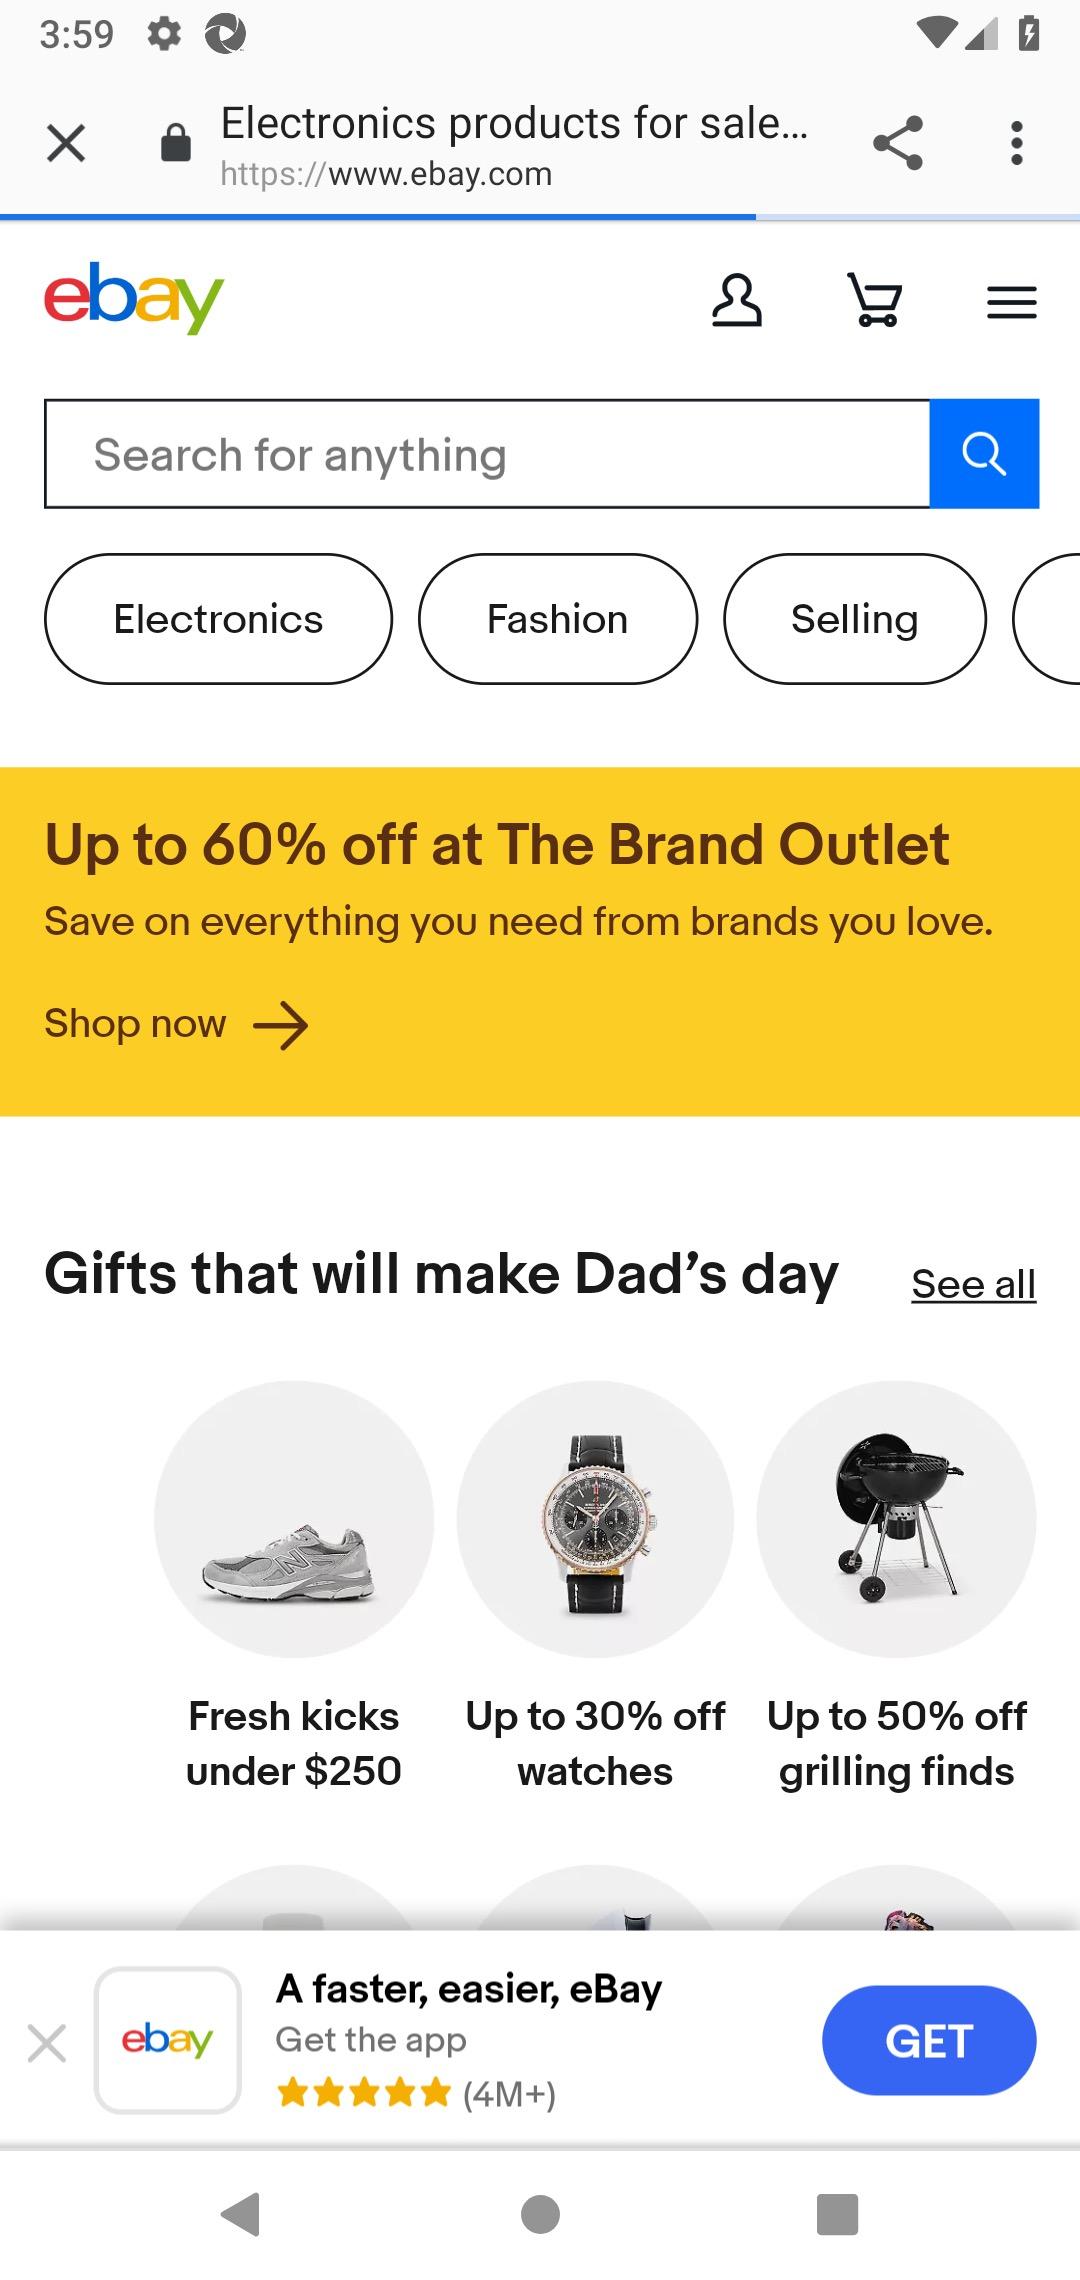 3:59
Electronics products for sale...
https://www.ebay.com
ebay
Search for anything
Electronics
Fashion
Selling
Up to 60% off at The Brand Outlet
Save on everything you need from brands you love.
Shop now
Gifts that will make Dad’s day
See all
Fresh kicks
under $250
Up to 30% off
watches
Up to 50% off
grilling finds
A faster, easier, eBay
ebay
Get the app
(4M+)
GET